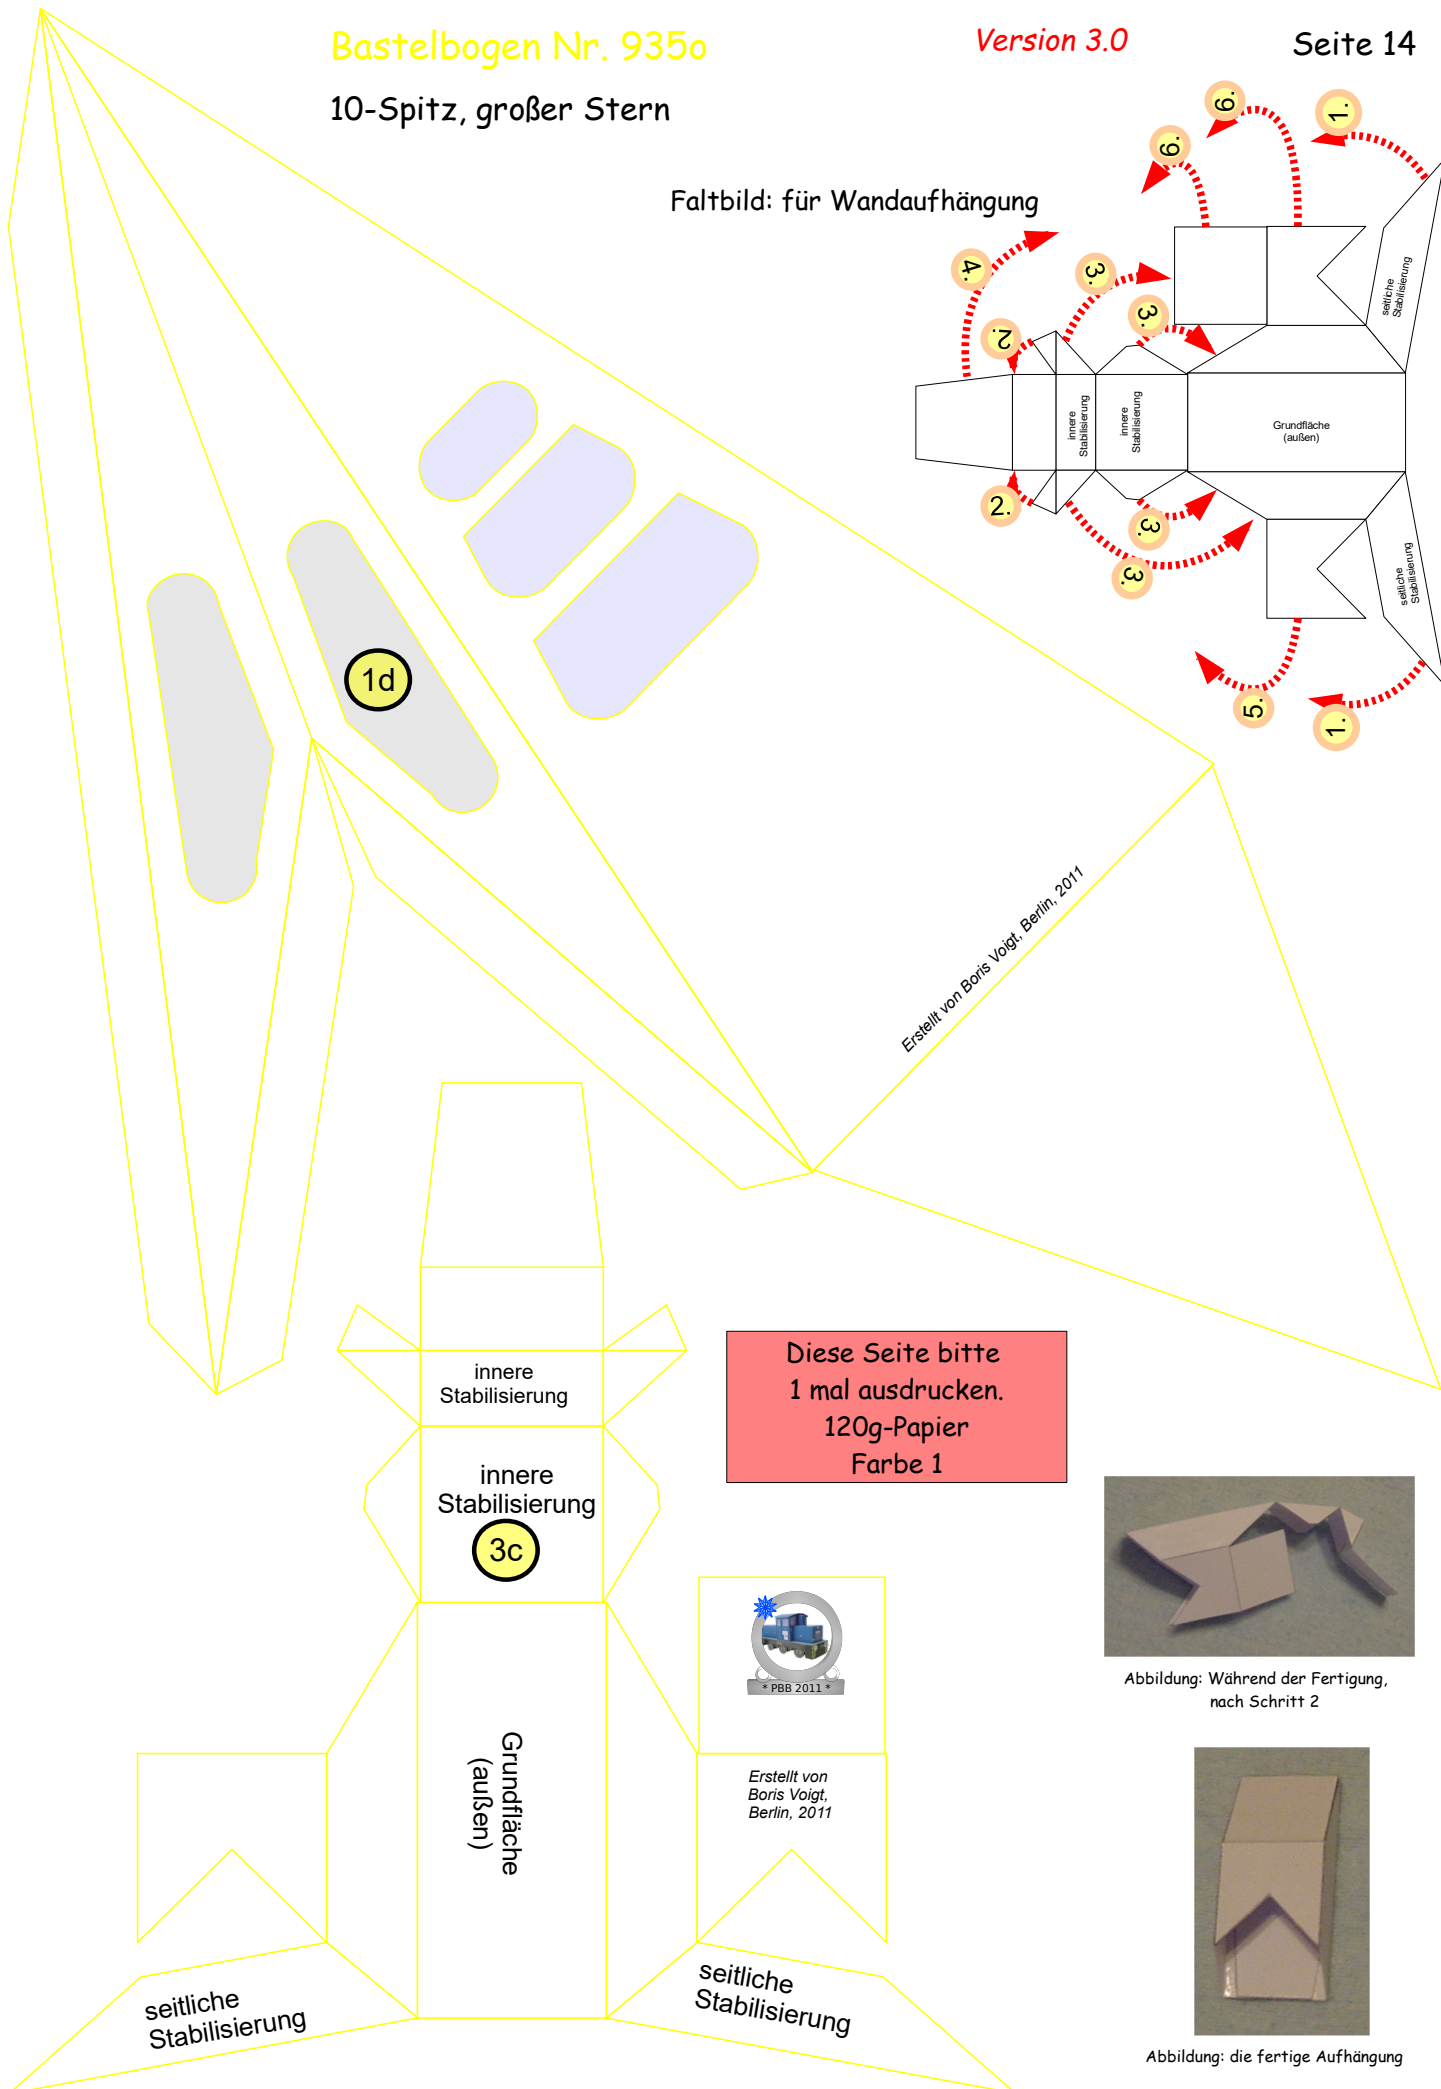 Bastelbogen Nr. 935o
Version 3.0
Seite 14
10-Spitz, großer Stern
Faltbild: für Wandaufhängung
6.
1.
6.
4.
3.
3.
2.
seitliche
Stabilisierung
innere
Stabilisierung
innere
Stabilisierung
Grundfläche
(außen)
2.
3.
3.
seitliche
Stabilisierung
5.
1.
1d
Erstellt von Boris Voigt, Berlin, 2011
innere
Stabilisierung
innere
Stabilisierung
3c
Diese Seite bitte
1 mal ausdrucken.
120g-Papier
Farbe 1
* PBB 2011 *
Abbildung: Während der Fertigung,
nach Schritt 2
Grundfläche
(außen)
Erstellt von
Boris Voigt,
Berlin, 2011
seitliche
Stabilisierung
seitliche
Stabilisierung
Abbildung: die fertige Aufhängung